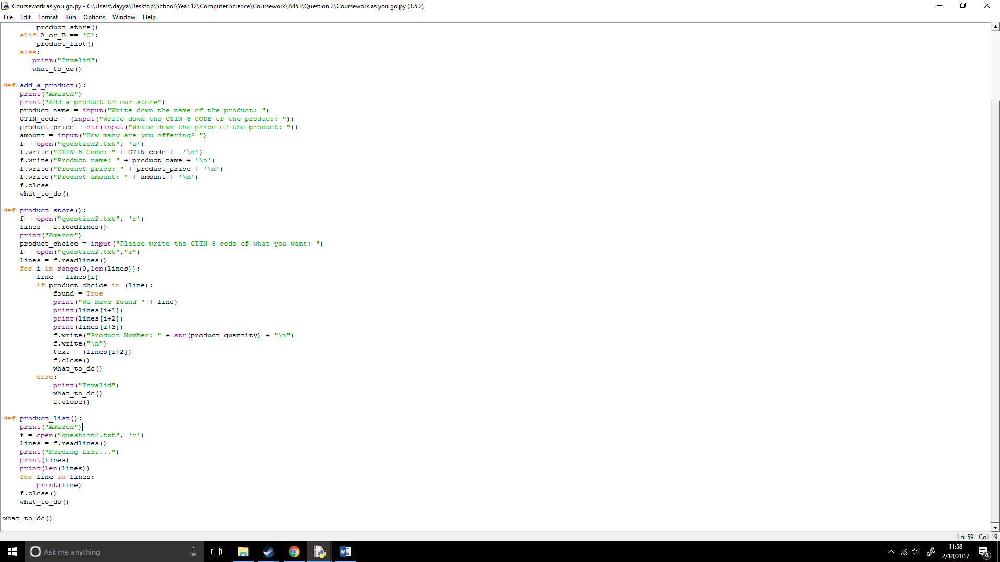 Coursework as you go.py - C:\Users\dayya\Desktop\School\Year 12\Computer Science\Coursework\A453\Question 2\Coursework as you go.py (3.5.2)
File Edit Format Run Options Window Help
        product_store()
    elif A_or_B == 'C':
        product_list()
    else:
       print("Invalid")
       what_to_do()

def add_a_product():
    print("Amazon")
    print("Add a product to our store")
    product_name = input("Write down the name of the product: ")
    GTIN_code = (input("Write down the GTIN-8 CODE of the product: "))
    product_price = str(input("Write down the price of the product: "))
    amount = input("How many are you offering? ")
    f = open("question2.txt", 'a')
    f.write("GTIN-8 Code: " + GTIN_code +  '\n')
    f.write("Product name: " + product_name + '\n')
    f.write("Product price: " + product_price + '\n')
    f.write("Product amount: " + amount + '\n')
    f.close
    what_to_do()

def product_store():
    f = open("question2.txt", 'r')
    lines = f.readlines()
    print("Amazon")
    product_choice = input("Please write the GTIN-8 code of what you want: ")
    f = open("question2.txt","r")
    lines = f.readlines()
    for i in range(0,len(lines)):
        line = lines[i]
        if product_choice in (line):
            found = True
            print("We have found " + line)
            print(lines[i+1])
            print(lines[i+2])
            print(lines[i+3])
            f.write("Product Number: " + str(product_quantity) + "\n")
            f.write("\n")
            text = (lines[i+2])
            f.close()
            what_to_do()
        else:
            print("Invalid")
            what_to_do()
            f.close()

def product_list():
    print("Amazon")
    f = open("question2.txt", 'r')
    lines = f.readlines()
    print("Reading List...")
    print(lines)
    print(len(lines))
    for line in lines:
        print(line)
    f.close()
    what_to_do()

what_to_do()
Ln: 59 Col: 19
Ask me anything
11:58
2/18/2017
4